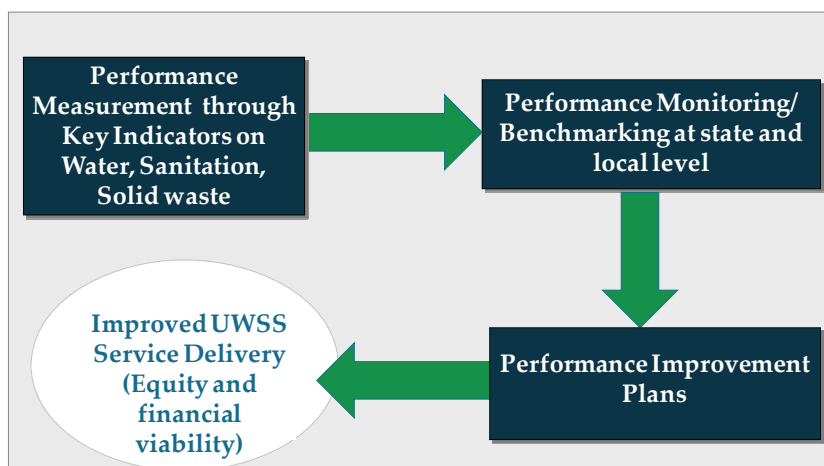 Performance
Measurement through
Key Indicators on
Water, Sanitation,
Solid waste
Performance Monitoring/
Benchmarking at state and
local level
Performance Improvement
Plans
Improved UWSS
Service Delivery
(Equity and
financial
viability)